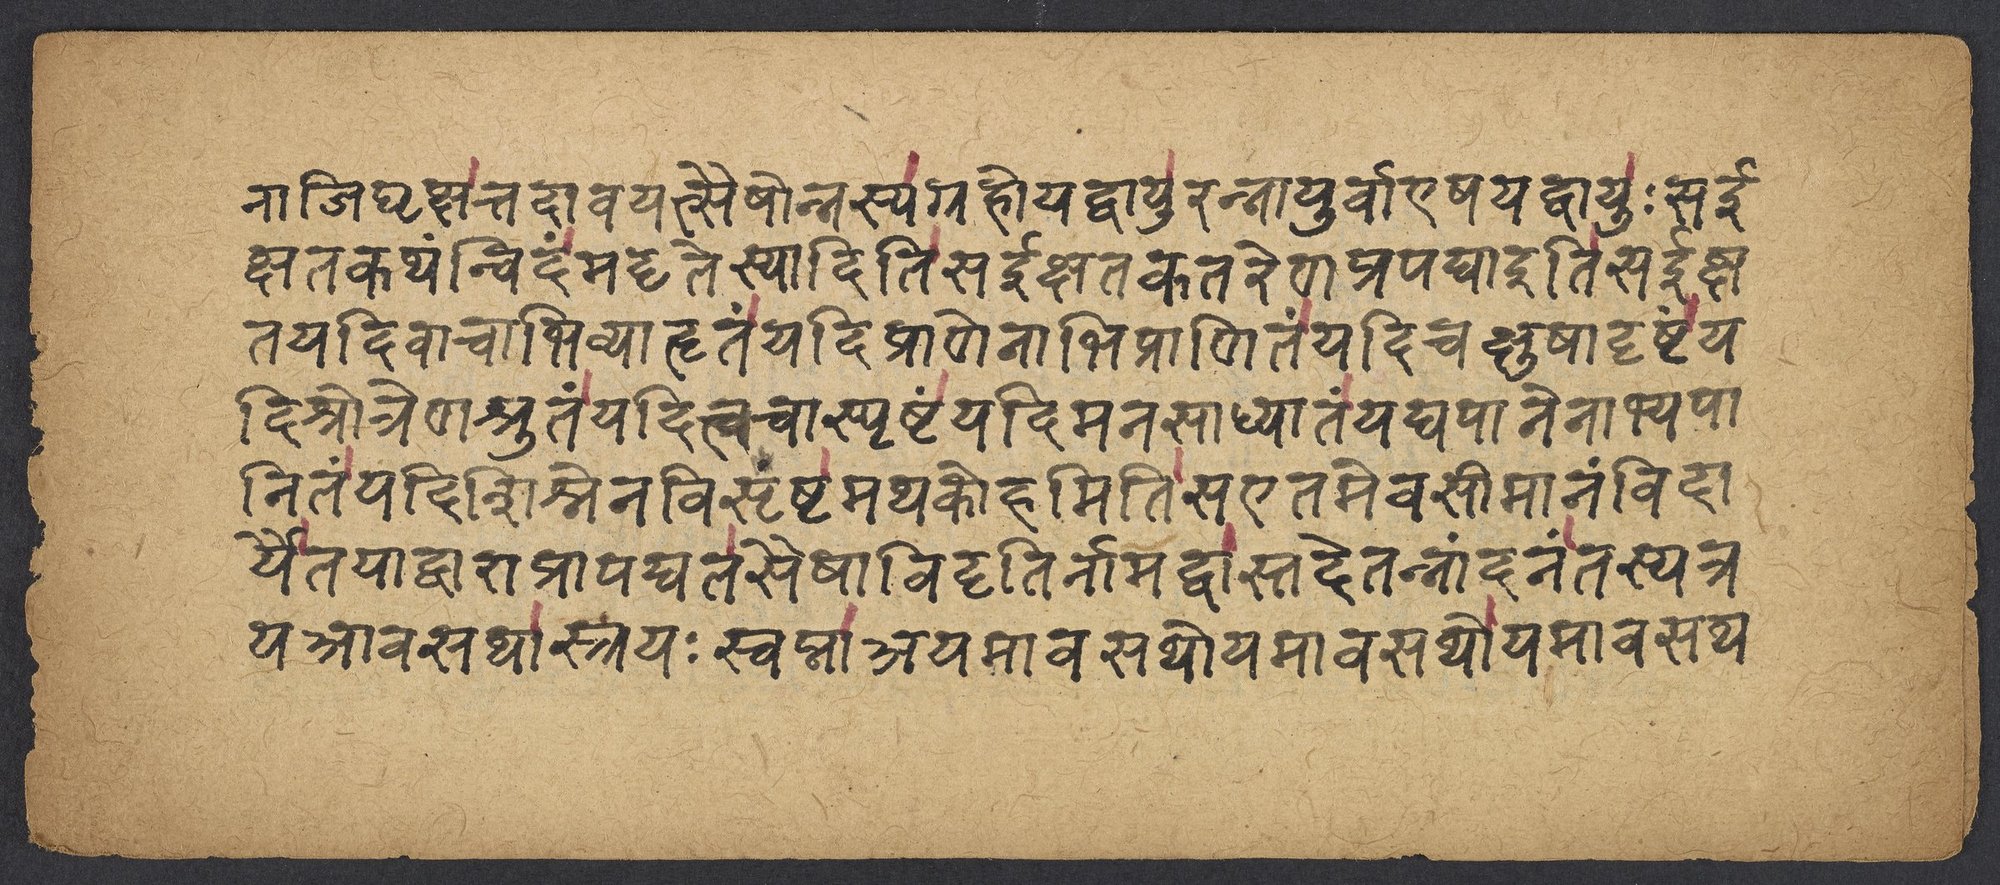 नाजिघृक्षत्तदावयत्सैषोन्नस्यग्रहोयद्वायुरन्नायुर्वाएषयद्वायुःसई
क्षतकथंन्विदंमदृतेस्यादितिसईक्षतकतरेणप्रपद्याइतिसईक्ष
तयदिवाचाभिव्याहृतंयदिप्राणेनाभिप्राणितंयदिचक्षुषादृष्टंय
दिश्रोत्रेणश्रुतंयदित्वचास्पृष्टंयदिमनसाध्यातंयद्यपानेनाभ्यपा
नितंयदिशिश्नेनविसृष्टमथकोहमितिसएतमेवसीमानंविदा
र्यैतयाद्वाराप्रापद्यतसैषाविदृतिर्नामद्वास्तदेतन्नांदनंतस्यत्र
यआवसथास्त्रयःस्वप्नाअयमावसथोयमावसथोयमावसथ